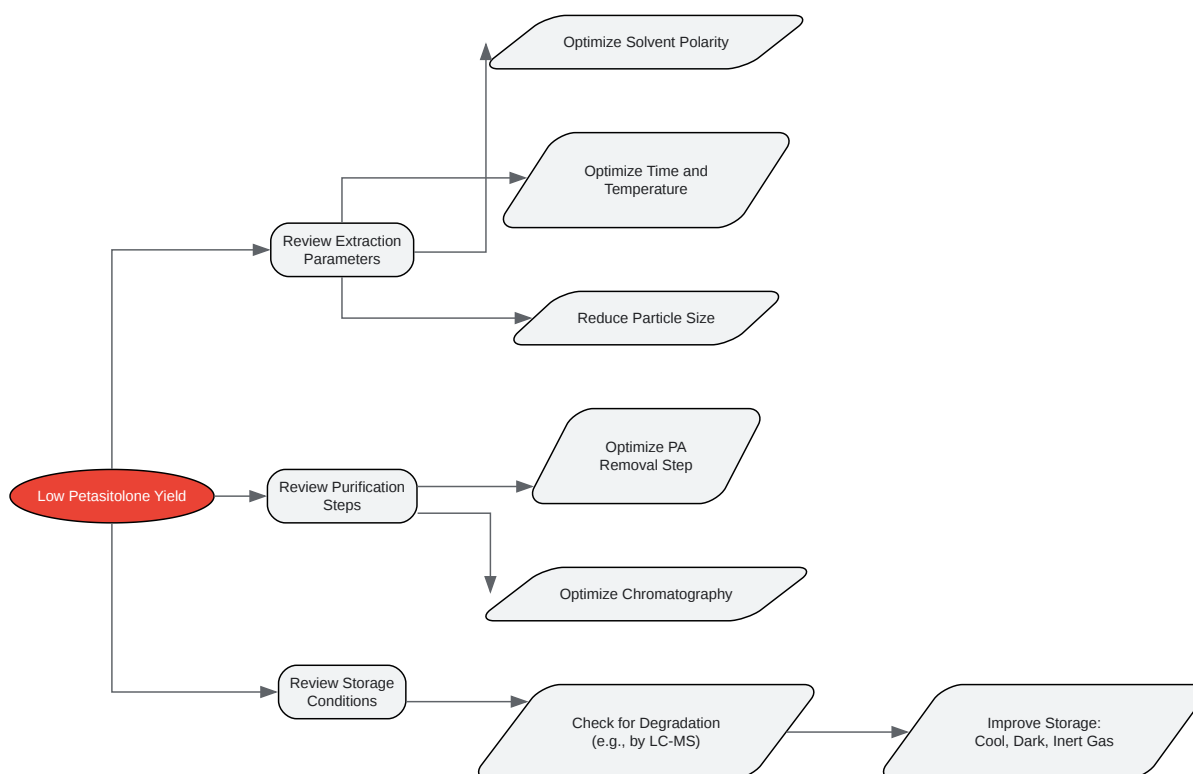 Optimize Solvent Polarity
Optimize Time and
Temperature
Review Extraction
Parameters
Reduce Particle Size
Optimize PA
Removal Step
Low Petasitolone Yield
Review Purification
Steps
Optimize Chromatography
Review Storage
Conditions
Check for Degradation
(e.g., by LC-MS)
Improve Storage:
Cool, Dark, Inert Gas